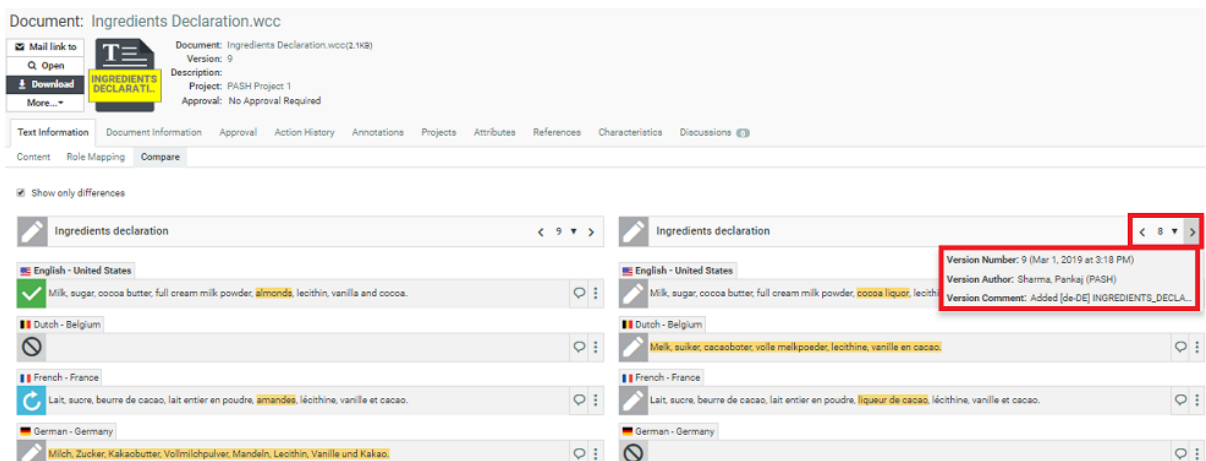 Document: Ingredients Declaration.wcc
Mail link to
Open
Download
More...
T
INGREDIENTS
DECLARATI..
Document: Ingredients Declaration.wcc(2.1KB)
Version: 9
Description:
Project: PASH Project 1
Approval: No Approval Required
Text Information Document Information Approval Action History Annotations Projects Attributes References Characteristics Discussions 0
Content Role Mapping Compare
Show only differences
Ingredients declaration < 9 ▼ >
English - United States
Milk, sugar, cocoa butter, full cream milk powder, almonds, lecithin, vanilla and cocoa.
Dutch - Belgium
French - France
Lait, sucre, beurre de cacao, lait entier en poudre, amandes, lécithine, vanille et cacao.
German - Germany
Milch, Zucker, Kakaobutter, Vollmilchpulver, Mandeln, Lecithin, Vanille und Kakao.
Ingredients declaration < 8 ▼ >
Version Number: 9 (Mar 1, 2019 at 3:18 PM)
Version Author: Sharma, Pankaj (PASH)
Version Comment: Added [de-DE] INGREDIENTS_DECLA...
English - United States
Milk, sugar, cocoa butter, full cream milk powder, cocoa liquor, lecith
Dutch - Belgium
Melk, suiker, cacaoboter, volle melkpoeder, lecithine, vanille en cacao.
French - France
Lait, sucre, beurre de cacao, lait entier en poudre, liqueur de cacao, lécithine, vanille et cacao.
German - Germany